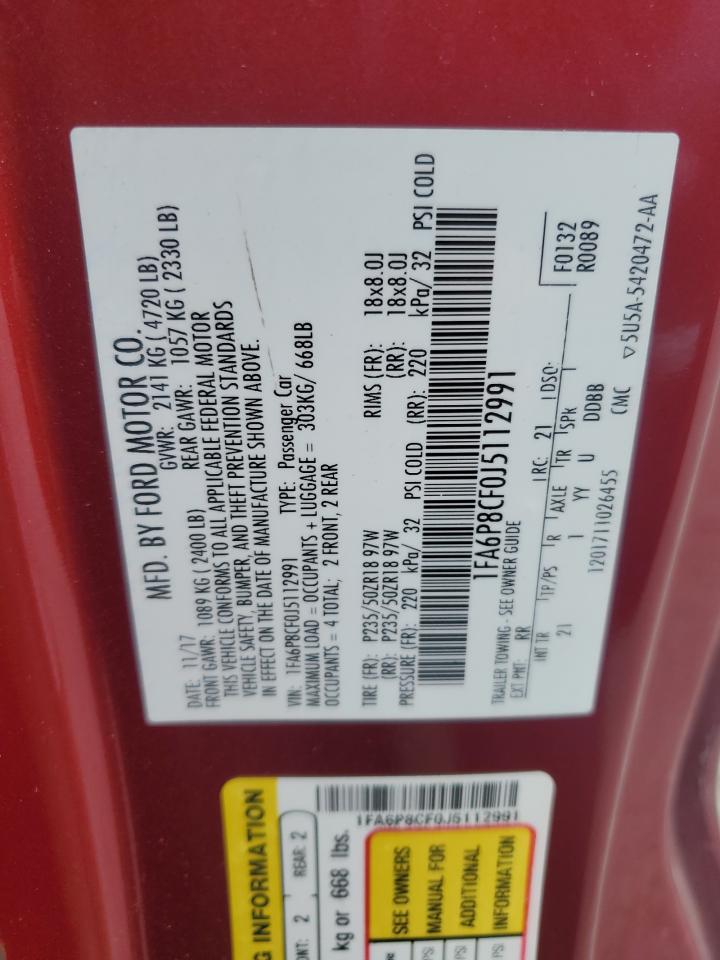 MFD. BY FORD MOTOR CO.
DATE: 11/17 GVWR: 2141 KG ( 4720 LB)
FRONT GAWR: 1089 KG ( 2400 LB) REAR GAWR: 1057 KG ( 2330 LB)
THIS VEHICLE CONFORMS TO ALL APPLICABLE FEDERAL MOTOR
VEHICLE SAFETY, BUMPER, AND THEFT PREVENTION STANDARDS
IN EFFECT ON THE DATE OF MANUFACTURE SHOWN ABOVE.
VIN: 1FA6P8CF0J5112991 TYPE: Passenger Car
MAXIMUM LOAD = OCCUPANTS + LUGGAGE = 303KG/ 668LB
OCCUPANTS = 4 TOTAL; 2 FRONT, 2 REAR
TIRE (FR): P235/50ZR18 97W RIMS (FR): 18x8.0J
(RR): P235/50ZR18 97W (RR): 18x8.0J
PRESSURE (FR): 220 kPa/ 32 PSI COLD (RR): 220 kPa/ 32 PSI COLD
1FA6P8CF0J5112991
TRAILER TOWING - SEE OWNER GUIDE
EXT PNT: RR RC: 21 DSO: F0132
R0089
INT TR TP/PS R AXLE TR SPK
21 1 YY U DDBB
1201711026455 CMC ▽5U5A-5420472-AA
G INFORMATION
ONT: 2 REAR: 2
kg or 668 lbs.
1FA6P8CF0J5112991
SEE OWNERS
MANUAL FOR
ADDITIONAL
INFORMATION
PSI
PSI
PSI